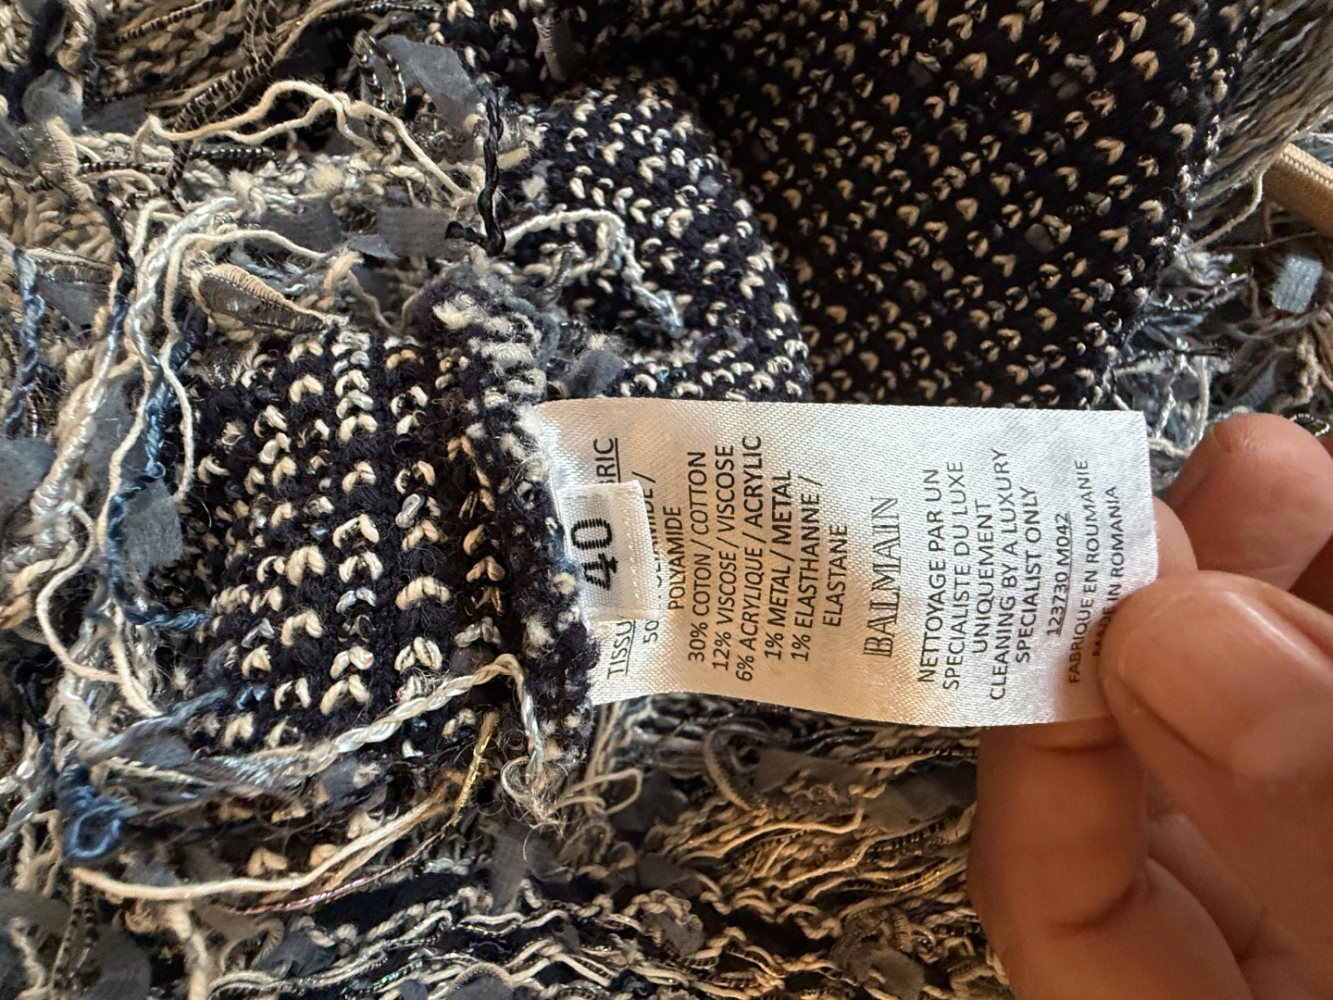 40
TISSU
BRIC
50
POLYAMIDE
30% COTON / COTTON
12% VISCOSE / VISCOSE
6% ACRYLIQUE / ACRYLIC
1% METAL / METAL
1% ELASTHANNE /
ELASTANE
BALMAIN
NETTOYAGE PAR UN
SPECIALISTE DU LUXE
UNIQUEMENT
CLEANING BY A LUXURY
SPECIALIST ONLY
123730 M042
FABRIQUE EN ROUMANIE
MADE IN ROMANIA